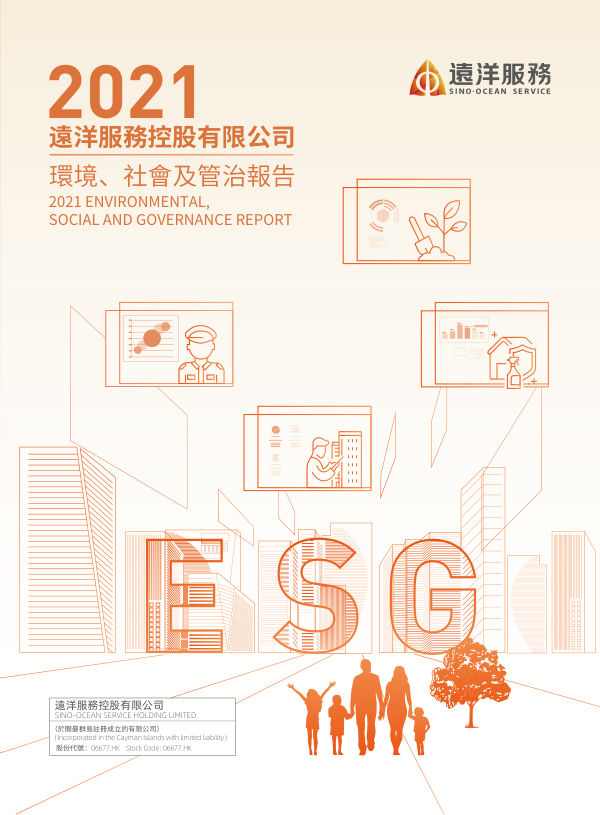 2021
遠洋服務
SINO-OCEAN SERVICE
遠洋服務控股有限公司
環境、社會及管治報告
2021 ENVIRONMENTAL,
SOCIAL AND GOVERNANCE REPORT
ESG
遠洋服務控股有限公司
SINO-OCEAN SERVICE HOLDING LIMITED
(於開曼群島註冊成立的有限公司)
(Incorporated in the Cayman Islands with limited liability)
股份代號：06677.HK Stock Code: 06677.HK